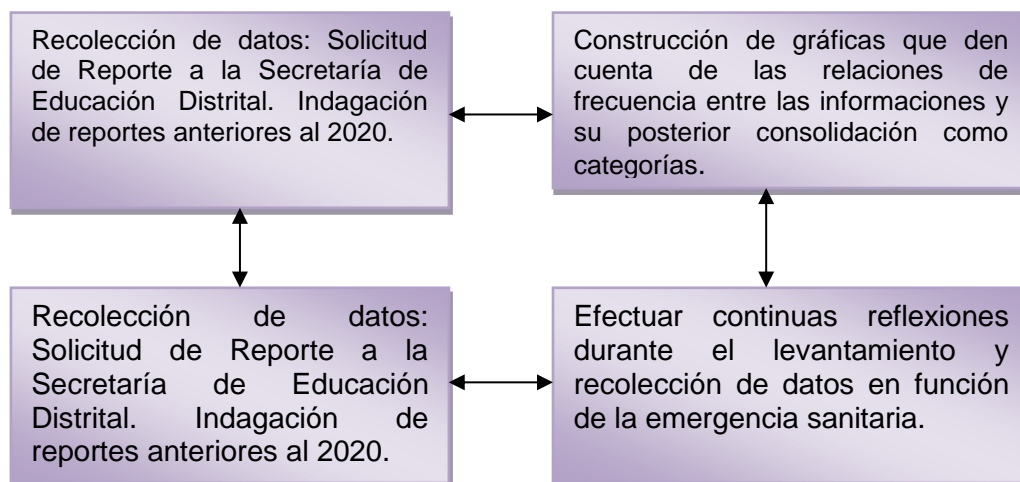 Recolección de datos: Solicitud
de Reporte a la Secretaría de
Educación Distrital. Indagación
de reportes anteriores al 2020.
Construcción de gráficas que den
cuenta de las relaciones de
frecuencia entre las informaciones y
su posterior consolidación como
categorías.
Recolección de datos:
Solicitud de Reporte a la
Secretaría de Educación
Distrital. Indagación de
reportes anteriores al 2020.
Efectuar continuas reflexiones
durante el levantamiento y
recolección de datos en función
de la emergencia sanitaria.